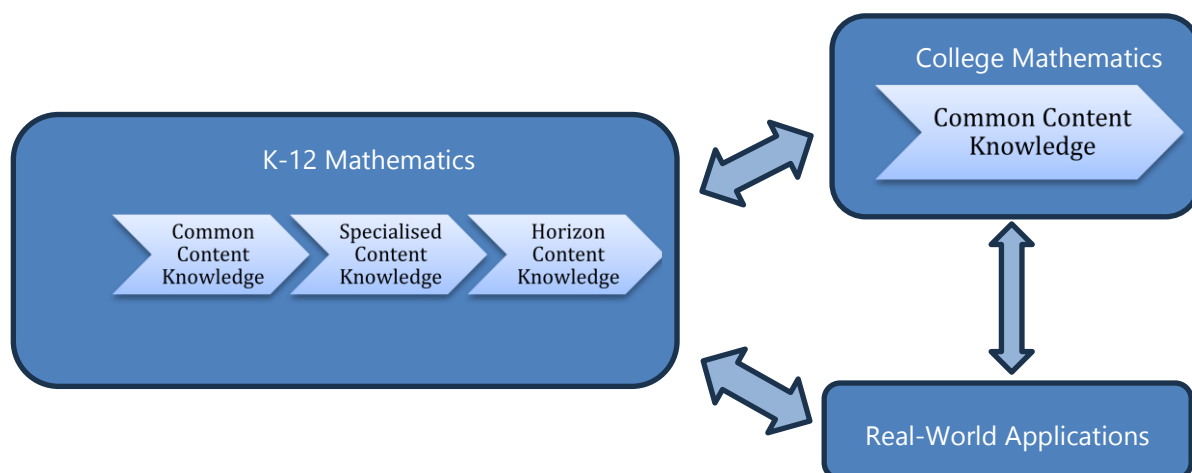 College Mathematics
Common Content
Knowledge
K-12 Mathematics
Common
Content
Knowledge
Specialised
Content
Knowledge
Horizon
Content
Knowledge
Real-World Applications